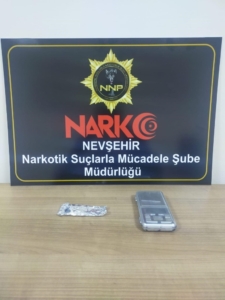 NNP
NARKO
NEVŞEHİR
Narkotik Suçlarla Mücadele Şube
Müdürlüğü